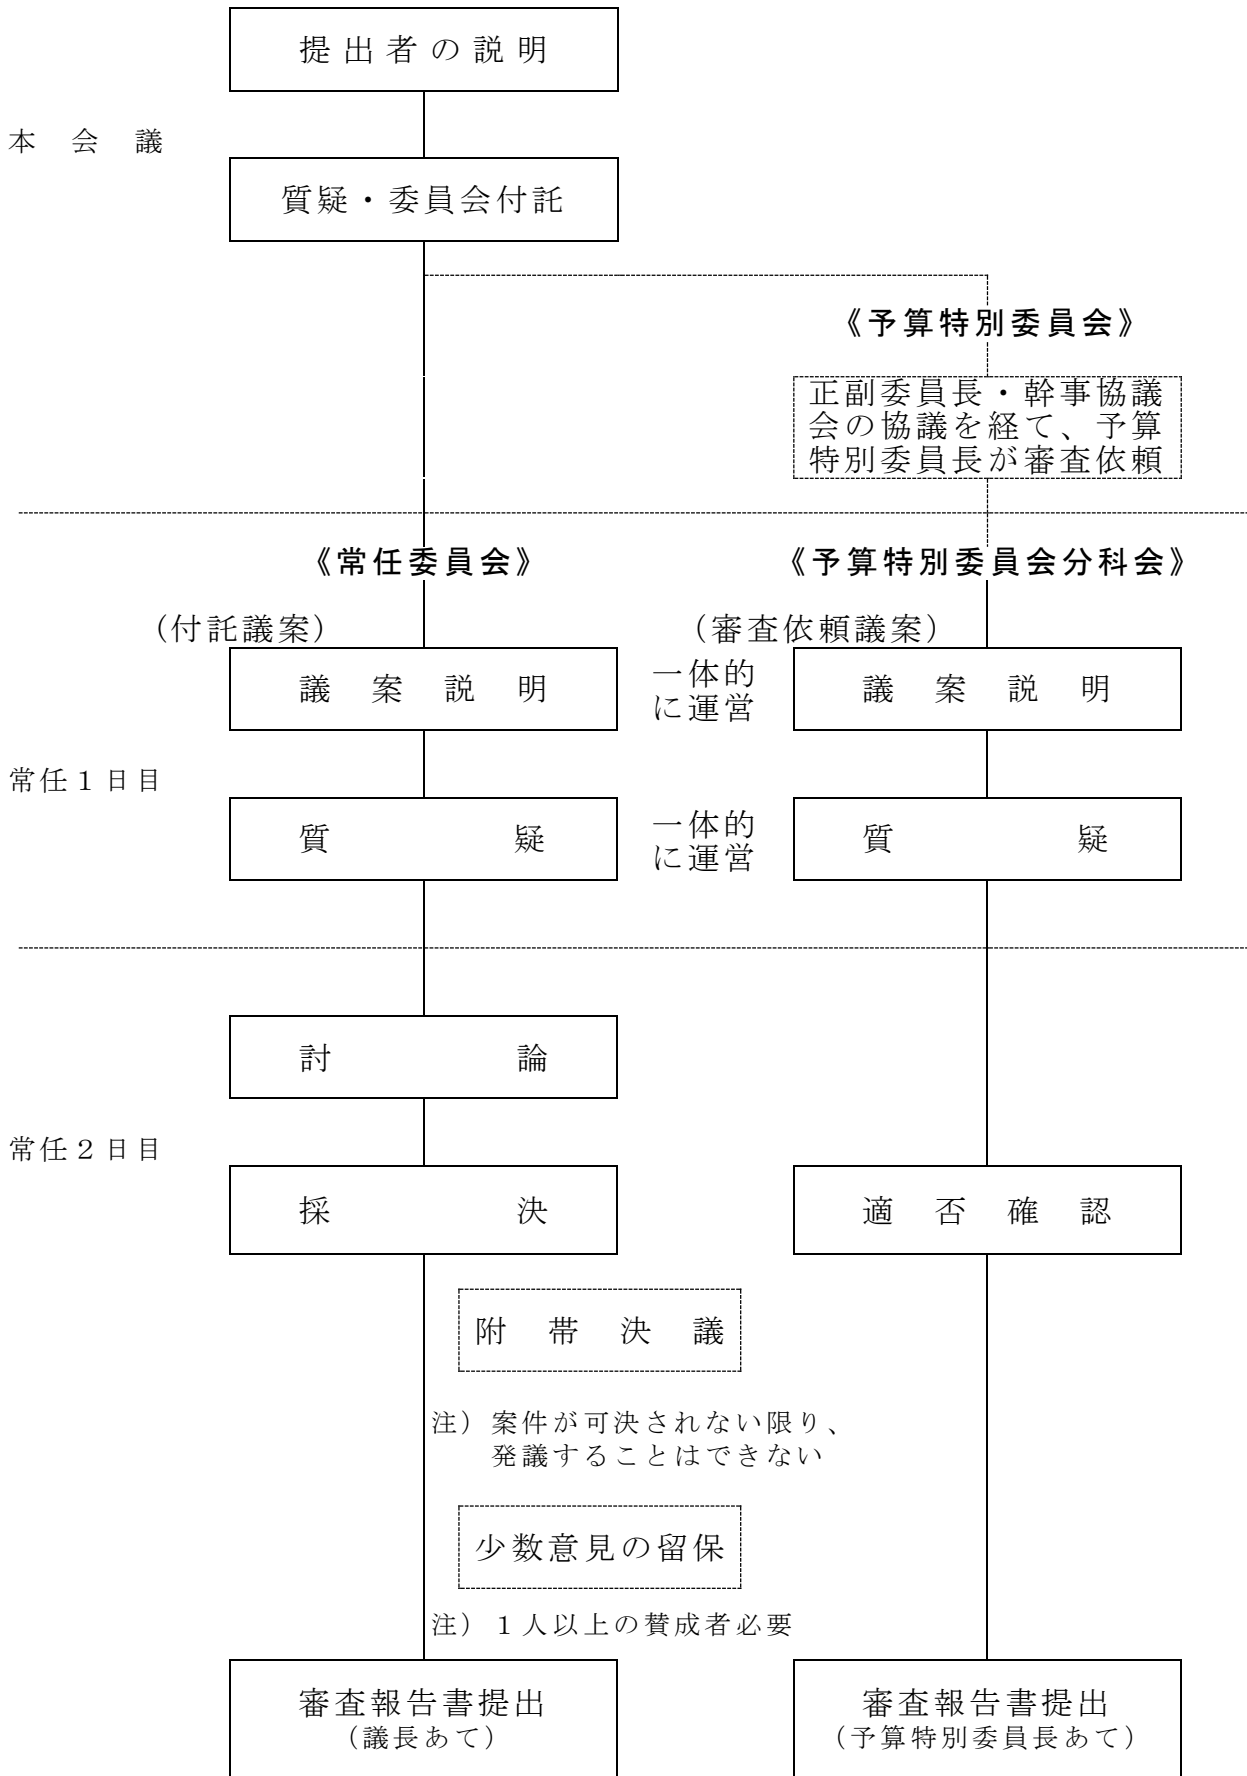 提出者の説明
本会議
質疑・委員会付託
《予算特別委員会》
正副委員長・幹事協議
会の協議を経て、予算
特別委員長が審査依頼
《常任委員会》
《予算特別委員会分科会》
（付託議案）
（審査依頼議案）
議案説明
一体的
に運営
議案説明
常任１日目
質疑
一体的
に運営
質疑
討論
常任２日目
採決
適否確認
附帯決議
注）案件が可決されない限り、
発議することはできない
少数意見の留保
注）１人以上の賛成者必要
審査報告書提出
（議長あて）
審査報告書提出
（予算特別委員長あて）